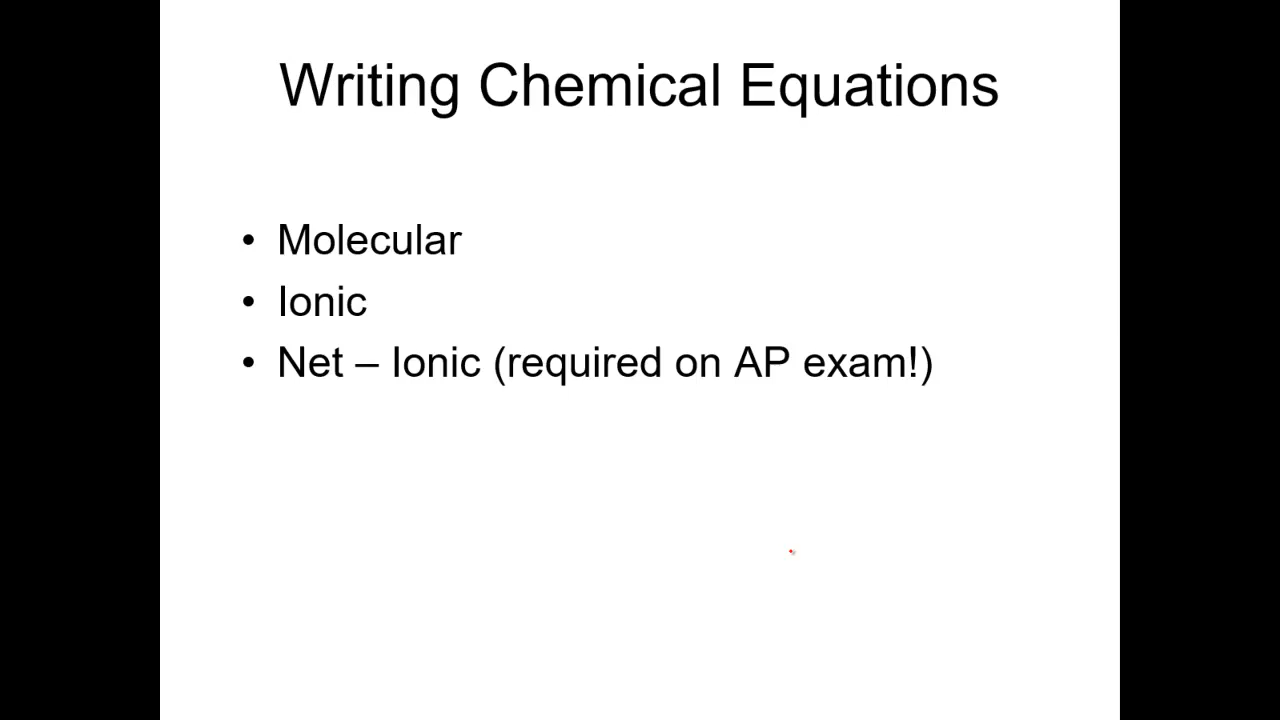 Writing Chemical Equations
• Molecular
• Ionic
• Net – Ionic (required on AP exam!)